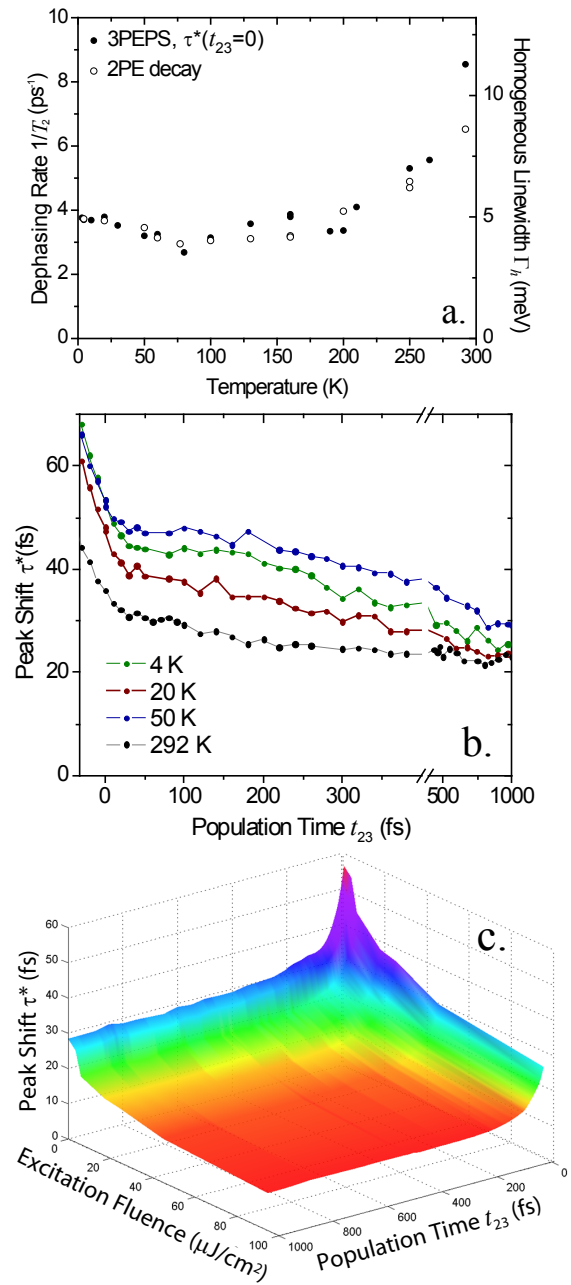 10
3PEPS, τ*(t₂₃=0)
2PE decay
8
6
4
2
0
10
5
0
Dephasing Rate 1/T₂ (ps⁻¹)
Homogeneous Linewidth Γₕ (meV)
a.
0 50 100 150 200 250 300
Temperature (K)
60
40
20
0
Peak Shift τ*(fs)
4 K
20 K
50 K
292 K
b.
0 100 200 300 500 1000
Population Time t₂₃ (fs)
c.
60
50
40
30
20
10
0
Peak Shift τ* (fs)
0
20
40
60
80
100
Excitation Fluence (μJ/cm²)
1000
800
600
400
200
0
Population Time t₂₃ (fs)